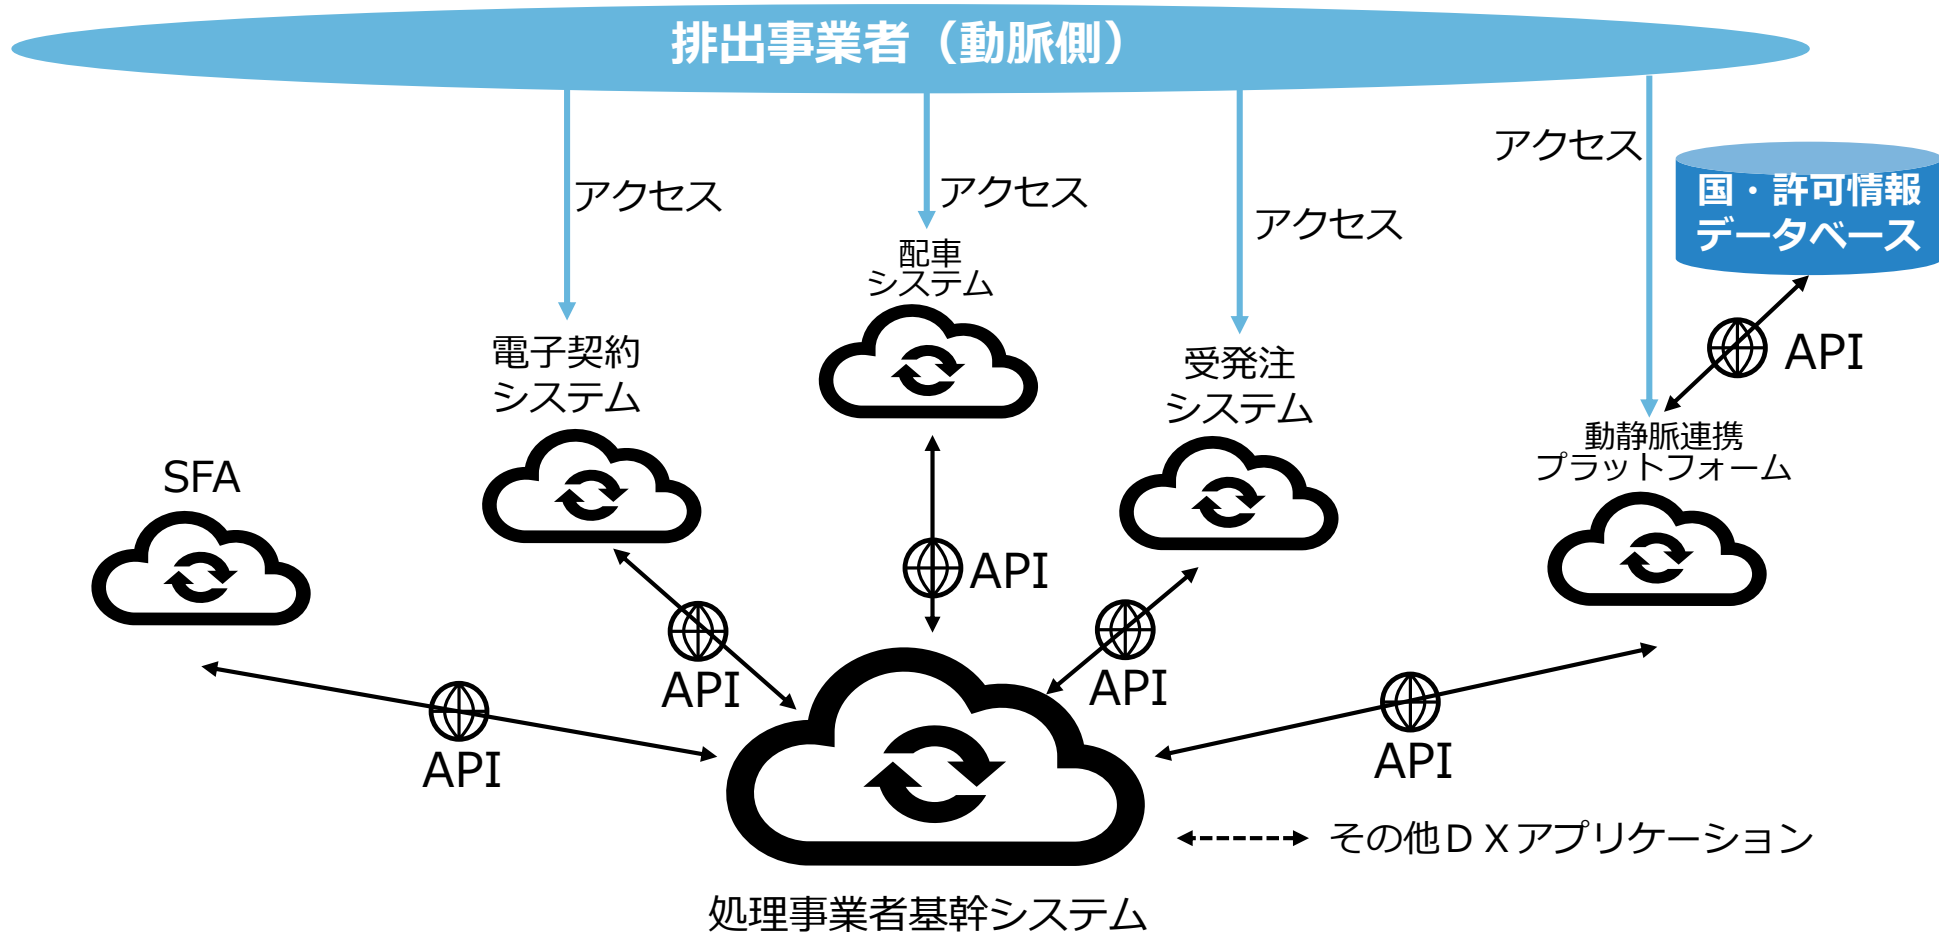 排出事業者（動脈側）
アクセス
アクセス
アクセス
アクセス
国・許可情報
データベース
配車
システム
電子契約
システム
受発注
システム
API
動静脈連携
プラットフォーム
SFA
API
API
API
API
API
その他ＤＸアプリケーション
処理事業者基幹システム